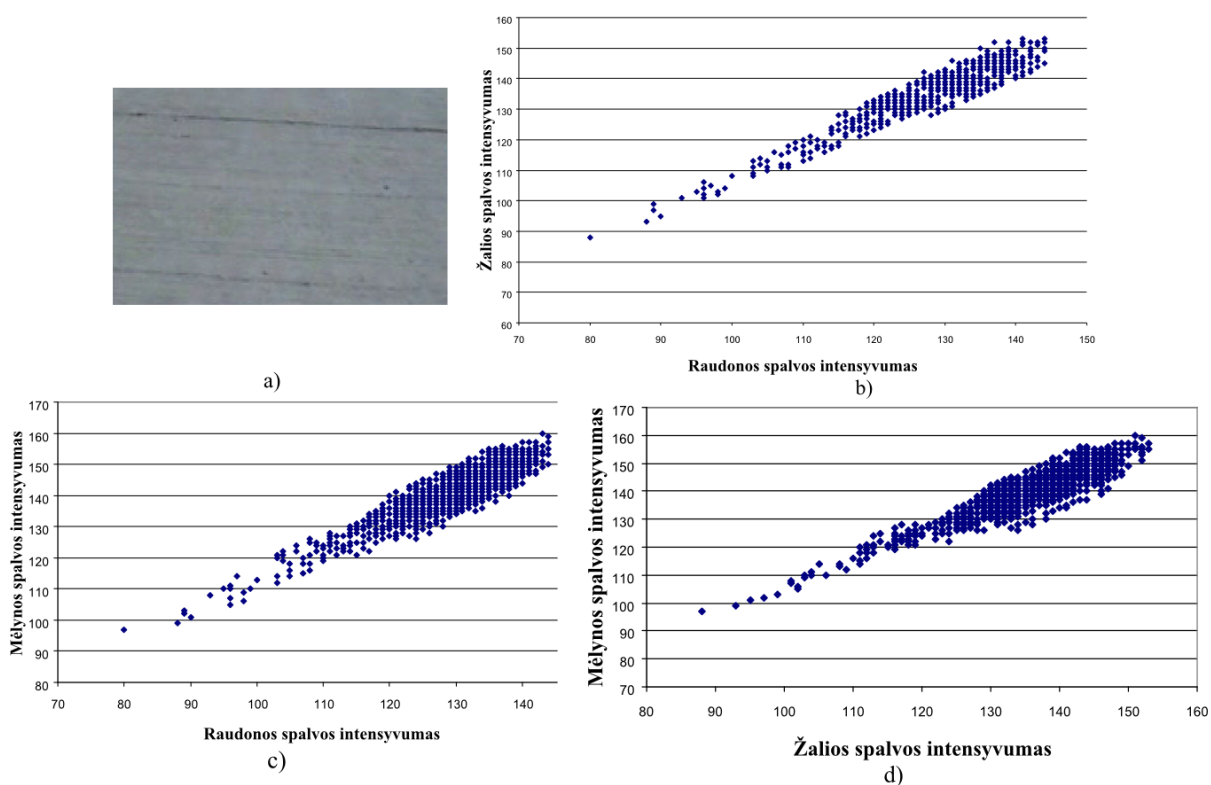 160
150
140
130
120
110
100
90
80
70
60
70 80 90 100 110 120 130 140 150
Žalios spalvos intensyvumas
Raudonos spalvos intensyvumas
a)
b)
170
160
150
140
130
120
110
100
90
80
70 80 90 100 110 120 130 140
Mėlynos spalvos intensyvumas
Raudonos spalvos intensyvumas
c)
170
160
150
140
130
120
110
100
90
80
70
80 90 100 110 120 130 140 150 160
Mėlynos spalvos intensyvumas
Žalios spalvos intensyvumas
d)